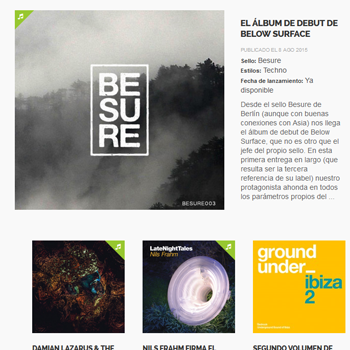 BE
SU
RE
BESURE003
EL ÁLBUM DE DEBUT DE
BELOW SURFACE
PUBLICADO EL 8 AGO 2015
Sello: Besure
Estilos: Techno
Fecha de lanzamiento: Ya
disponible
Desde el sello Besure de
Berlín (aunque con buenas
conexiones con Asia) nos llega
el álbum de debut de Below
Surface, que no es otro que el
jefe del propio sello. En esta
primera entrega en largo (que
resulta ser la tercera
referencia de su label) nuestro
protagonista ahonda en todos
los parámetros propios del ...
LateNightTales
Nils Frahm
ground
under_
ibiza
2
DAMIAN LAZARUS & THE
NILS FRAHM FIRMA EL
SEGUNDO VOLUMEN DE